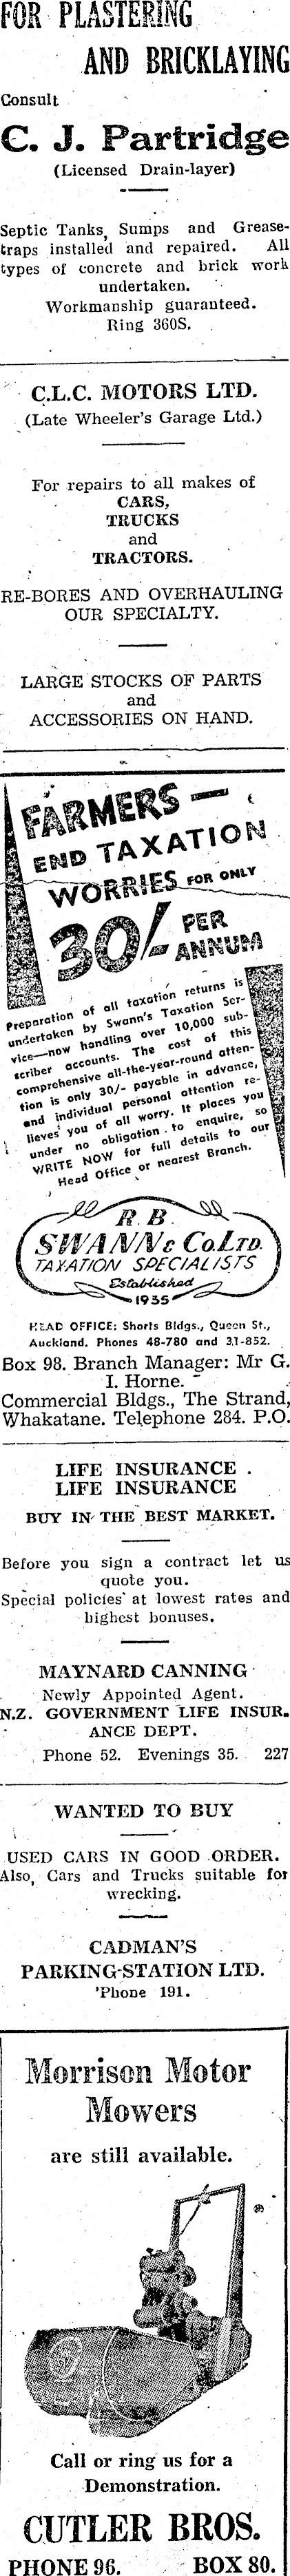 FOR PLASTERING
AND BRICKLAYING
Consult
C. J. Partridge
(Licensed Drain-layer)
Septic Tanks, Sumps and Grease-
traps installed and repaired. All
types of concrete and brick work
undertaken.
Workmanship guaranteed.
Ring 360S.
C.L.C. MOTORS LTD.
(Late Wheeler's Garage Ltd.)
For repairs to all makes of
CARS,
TRUCKS
and
TRACTORS.
RE-BORES AND OVERHAULING
OUR SPECIALTY.
LARGE STOCKS OF PARTS
and
ACCESSORIES ON HAND.
FARMERS—
END TAXATION
WORRIES FOR ONLY
30/- PER
ANNUM
Preparation of all taxation returns is
undertaken by Swann's Taxation Ser-
vice—now handling over 10,000 sub-
scriber accounts. The cost of this
comprehensive all-the-year-round atten-
tion is only 30/- payable in advance,
and individual personal attention re-
lieves you of all worry. It places you
under no obligation to enquire, so
WRITE NOW for full details to our
Head Office or nearest Branch.
R. B.
SWANN & Co. LTD.
TAXATION SPECIALISTS
Established
1935
HEAD OFFICE: Shorts Bldgs., Queen St.,
Auckland. Phones 48-780 and 31-852.
Box 98. Branch Manager: Mr G.
I. Horne.
Commercial Bldgs., The Strand,
Whakatane. Telephone 284. P.O.
LIFE INSURANCE .
LIFE INSURANCE
BUY IN THE BEST MARKET.
Before you sign a contract let us
quote you.
Special policies at lowest rates and
highest bonuses.
MAYNARD CANNING
Newly Appointed Agent.
N.Z. GOVERNMENT LIFE INSUR-
ANCE DEPT.
Phone 52. Evenings 35. 227
WANTED TO BUY
USED CARS IN GOOD ORDER.
Also, Cars and Trucks suitable for
wrecking.
CADMAN'S
PARKING-STATION LTD.
'Phone 191.
Morrison Motor
Mowers
are still available.
Call or ring us for a
Demonstration.
CUTLER BROS.
PHONE 96. BOX 80.